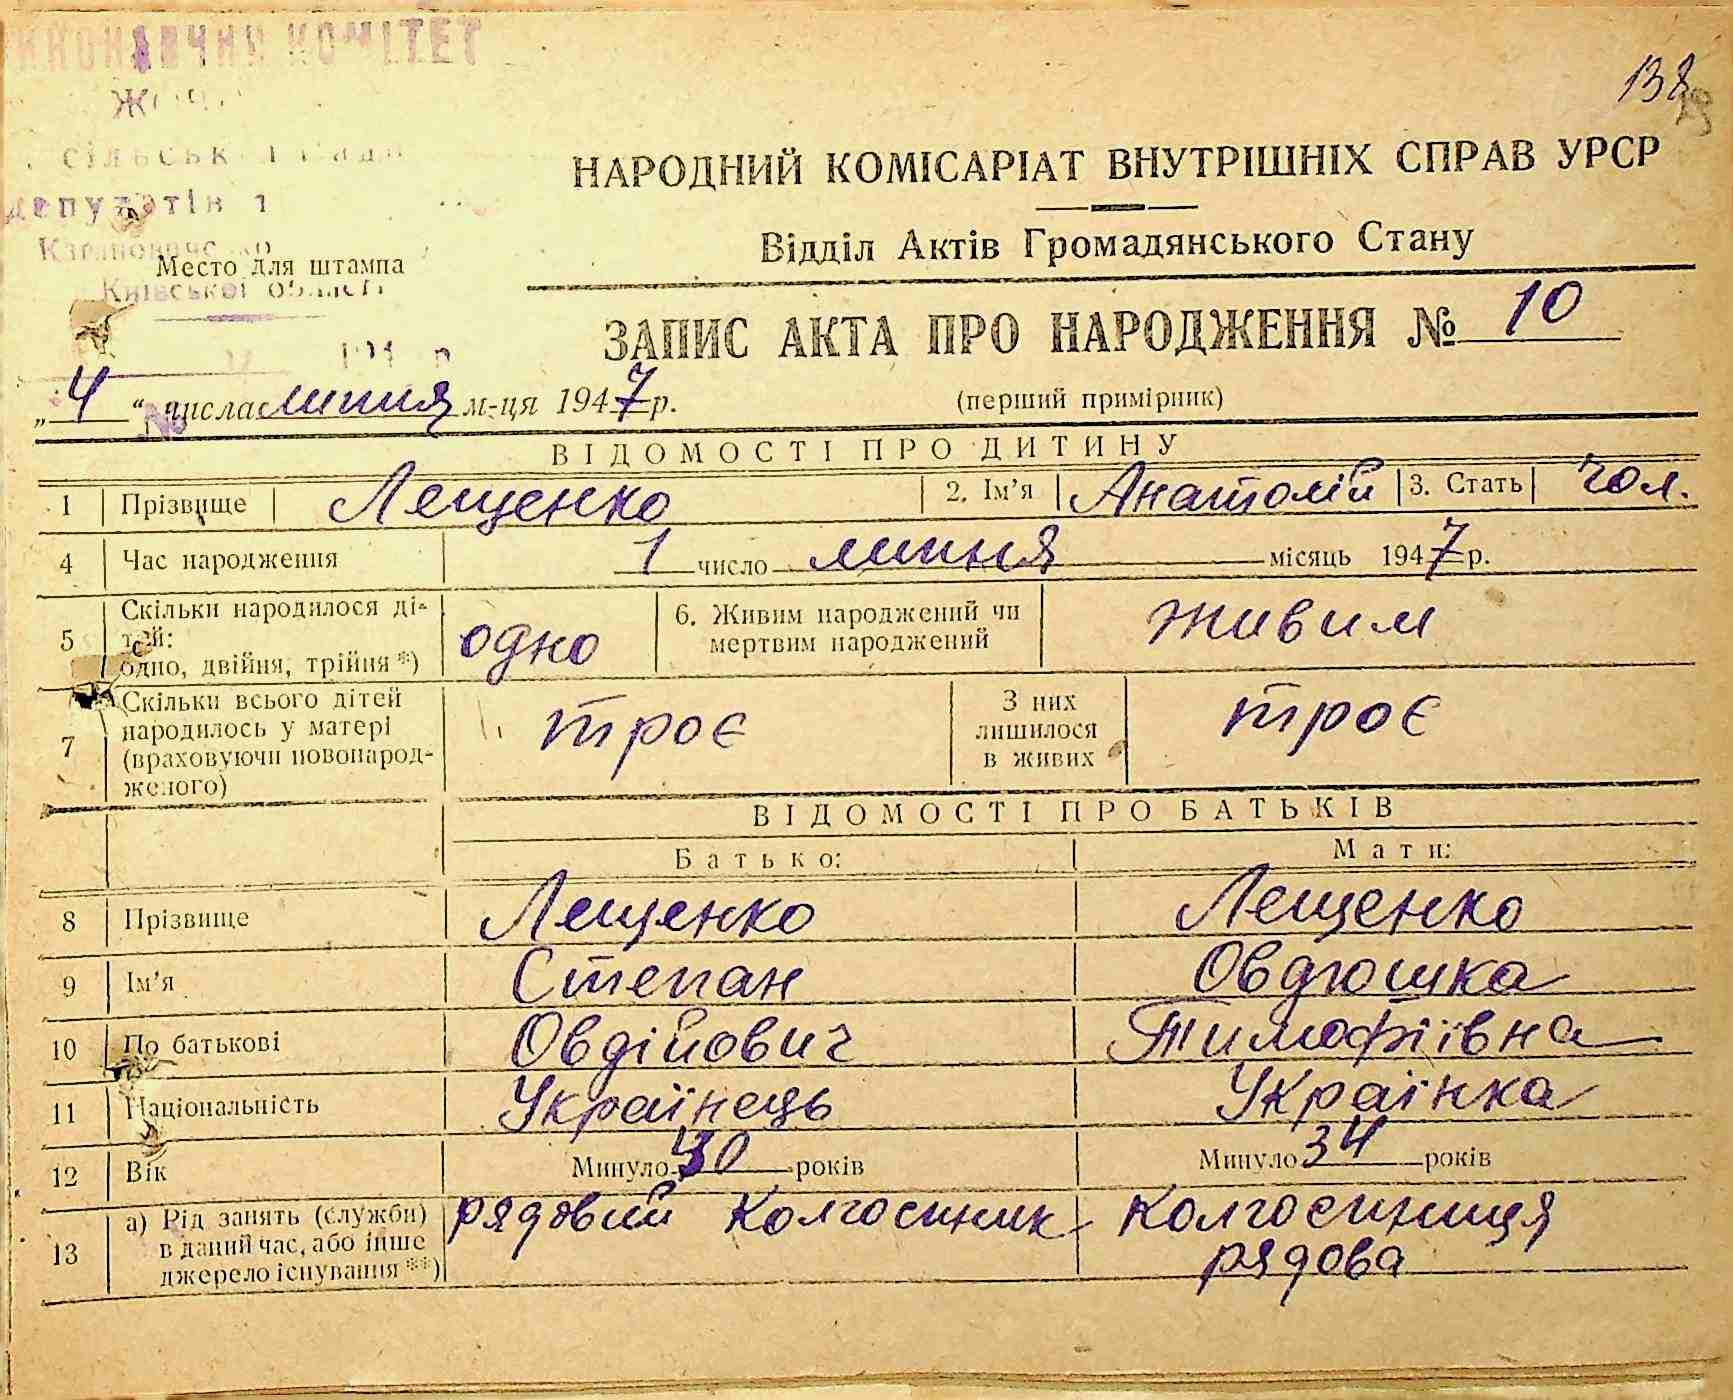 ВИКОНАВЧИЙ КОМІТЕТ
сільської Ради
депутатів
Київської області
Место для штампа
138
НАРОДНИЙ КОМІСАРІАТ ВНУТРІШНІХ СПРАВ УРСР
Відділ Актів Громадянського Стану
ЗАПИС АКТА ПРО НАРОДЖЕННЯ № 10
„4“ числа липня м-ця 1947 р. (перший примірник)
ВІДОМОСТІ ПРО ДИТИНУ
1 Прізвище Лещенко 2. Ім’я Анатолій 3. Стать чол.
4 Час народження 1 число липня місяць 1947 р.
5 Скільки народилося ді-
тей:
одно, двійня, трійня*) одно 6. Живим народжений чи
мертвим народжений живим
7 Скільки всього дітей
народилось у матері
(враховуючи новонарод-
женого) троє З них
лишилося
в живих троє
ВІДОМОСТІ ПРО БАТЬКІВ
Батько: Мати:
8 Прізвище Лещенко Лещенко
9 Ім’я Степан Овдюшка
10 По батькові Овдійович Тимофіївна
11 Національність Українець Українка
12 Вік Минуло років Минуло 34 років
13 а) Рід занять (служби)
в даний час, або інше
джерело існування**) рядовий колгоспник колгоспниця
рядова